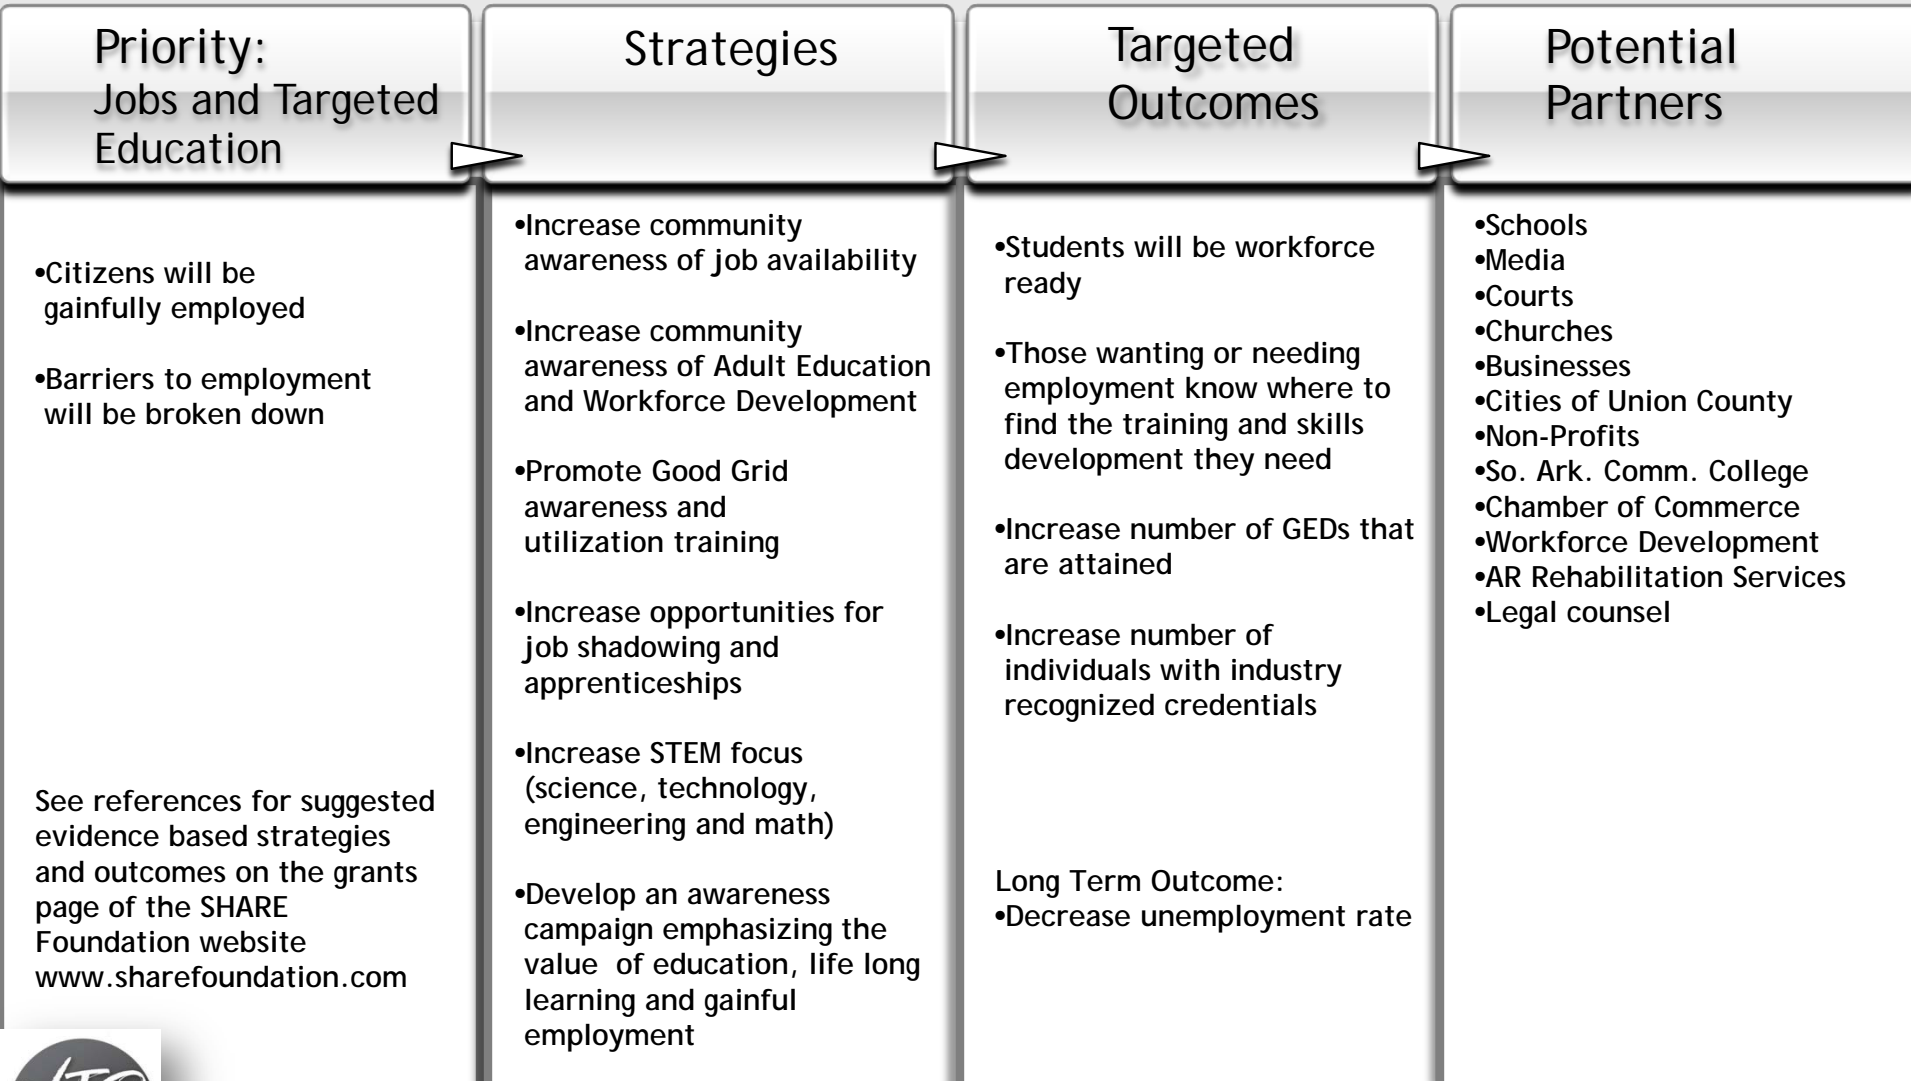 Priority:
Jobs and Targeted
Education
•Citizens will be
gainfully employed
•Barriers to employment
will be broken down
See references for suggested
evidence based strategies
and outcomes on the grants
page of the SHARE
Foundation website
www.sharefoundation.com
Strategies
•Increase community
awareness of job availability
•Increase community
awareness of Adult Education
and Workforce Development
•Promote Good Grid
awareness and
utilization training
•Increase opportunities for
job shadowing and
apprenticeships
•Increase STEM focus
(science, technology,
engineering and math)
•Develop an awareness
campaign emphasizing the
value  of education, life long
learning and gainful
employment
Targeted
Outcomes
•Students will be workforce
ready
•Those wanting or needing
employment know where to
find the training and skills
development they need
•Increase number of GEDs that
are attained
•Increase number of
individuals with industry
recognized credentials
Long Term Outcome:
•Decrease unemployment rate
Potential
Partners
•Schools
•Media
•Courts
•Churches
•Businesses
•Cities of Union County
•Non-Profits
•So. Ark. Comm. College
•Chamber of Commerce
•Workforce Development
•AR Rehabilitation Services
•Legal counsel